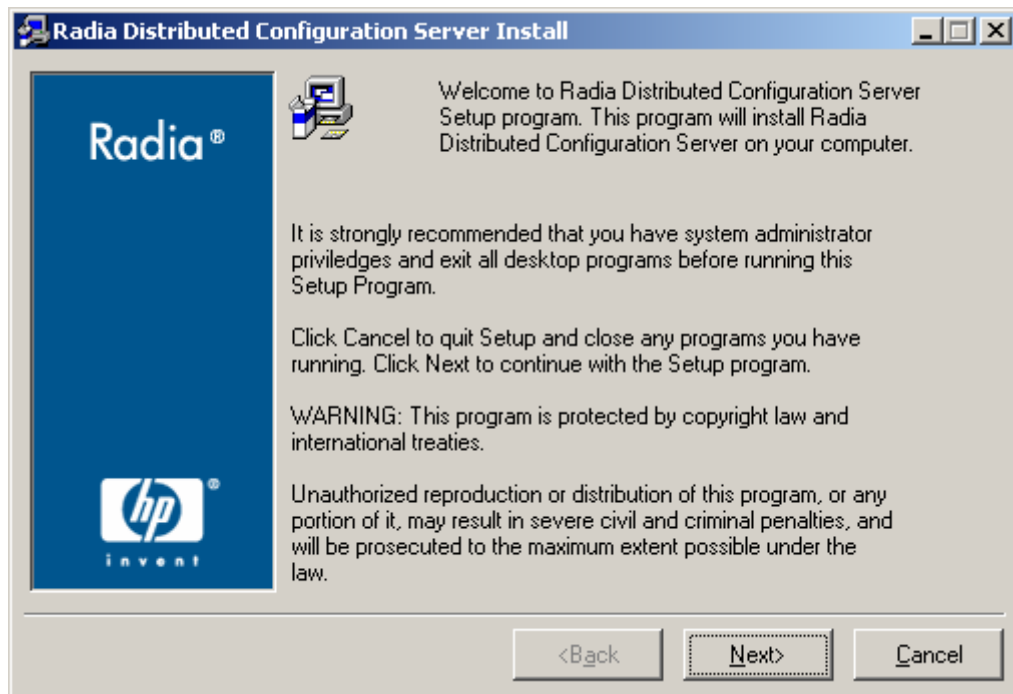 Radia Distributed Configuration Server Install
Radia®
Welcome to Radia Distributed Configuration Server
Setup program. This program will install Radia
Distributed Configuration Server on your computer.
It is strongly recommended that you have system administrator
priviledges and exit all desktop programs before running this
Setup Program.
Click Cancel to quit Setup and close any programs you have
running. Click Next to continue with the Setup program.
WARNING: This program is protected by copyright law and
international treaties.
Unauthorized reproduction or distribution of this program, or any
portion of it, may result in severe civil and criminal penalties, and
will be prosecuted to the maximum extent possible under the
law.
hp®
invent
<Back
Next>
Cancel